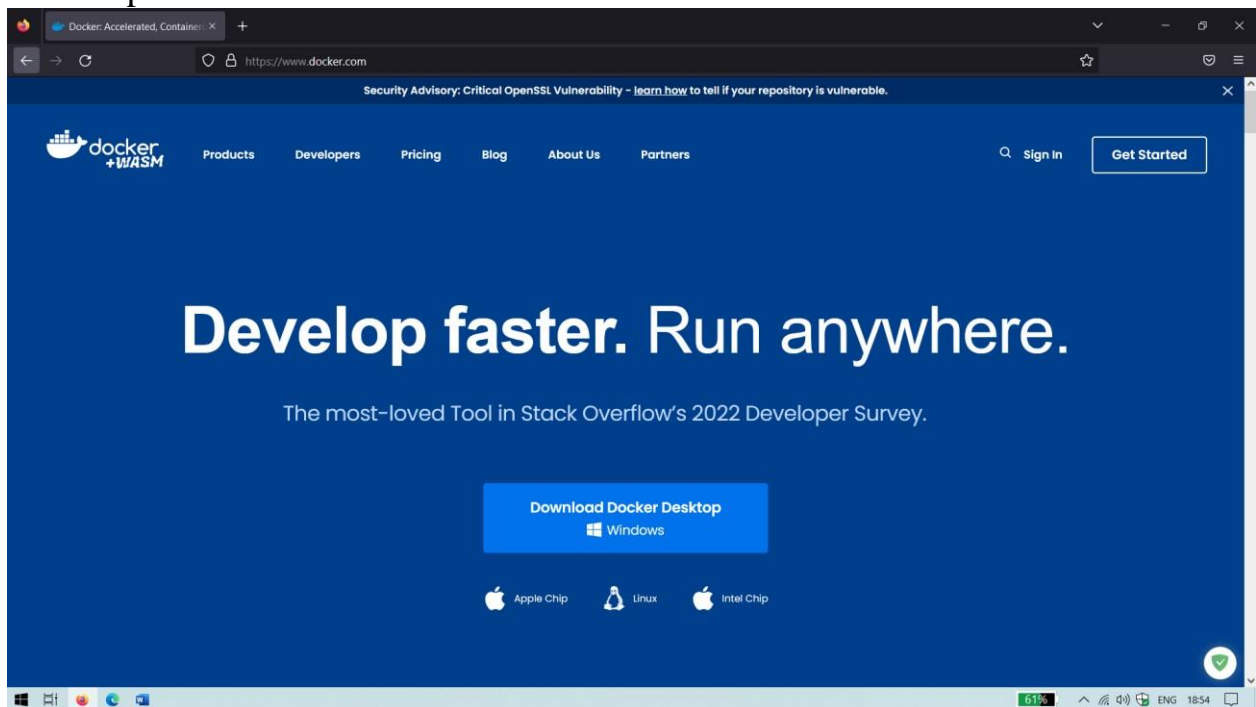 Docker: Accelerated, Container
https://www.docker.com
Security Advisory: Critical OpenSSL Vulnerability - learn how to tell if your repository is vulnerable.
docker
+WASM
Products Developers Pricing Blog About Us Partners Sign In Get Started
Develop faster. Run anywhere.
The most-loved Tool in Stack Overflow's 2022 Developer Survey.
Download Docker Desktop
Windows
Apple Chip Linux Intel Chip
61% ENG 18:54